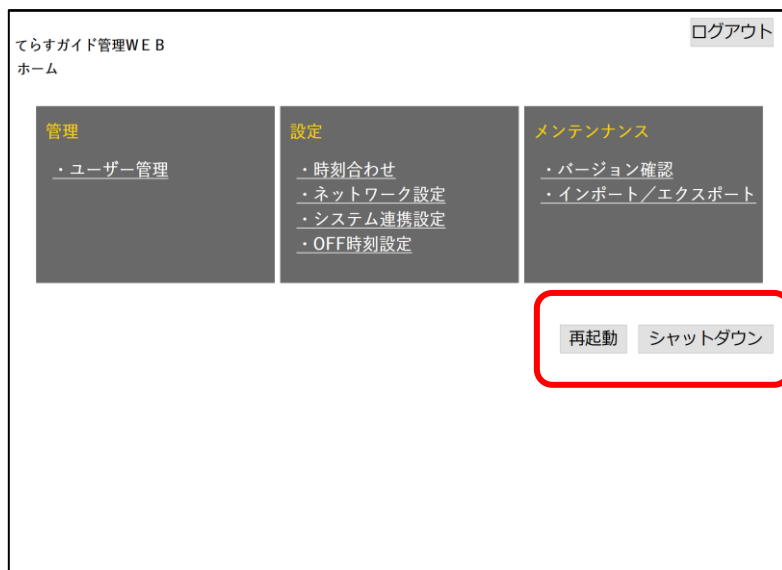 ログアウト
てらすガイド管理ＷＥＢ
ホーム
管理
・ユーザー管理
設定
・時刻合わせ
・ネットワーク設定
・システム連携設定
・OFF時刻設定
メンテンナンス
・バージョン確認
・インポート／エクスポート
再起動
シャットダウン